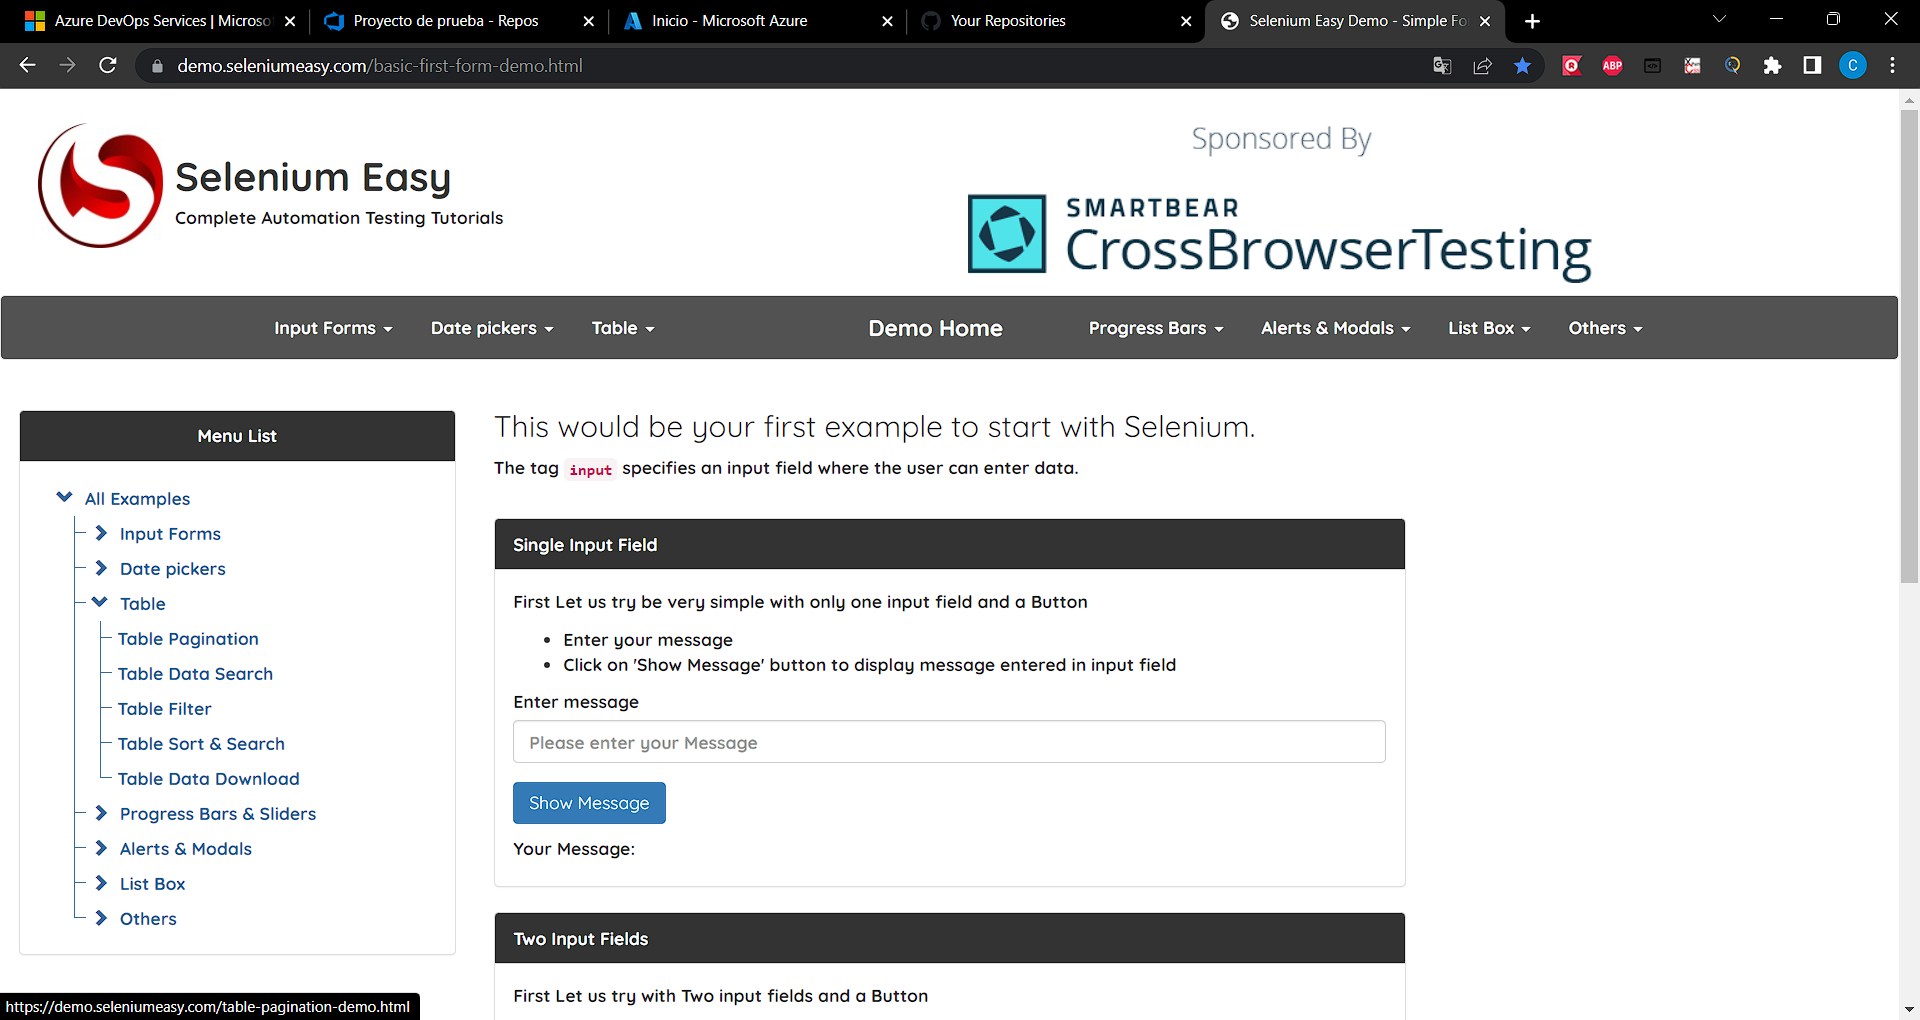 Azure DevOps Services | Microso
Proyecto de prueba - Repos
Inicio - Microsoft Azure
Your Repositories
Selenium Easy Demo - Simple Fo
demo.seleniumeasy.com/basic-first-form-demo.html
ABP
C
Selenium Easy
Complete Automation Testing Tutorials
Sponsored By
SMARTBEAR
CrossBrowserTesting
Input Forms
Date pickers
Table
Demo Home
Progress Bars
Alerts & Modals
List Box
Others
Menu List
All Examples
Input Forms
Date pickers
Table
Table Pagination
Table Data Search
Table Filter
Table Sort & Search
Table Data Download
Progress Bars & Sliders
Alerts & Modals
List Box
Others
This would be your first example to start with Selenium.
The tag input specifies an input field where the user can enter data.
Single Input Field
First Let us try be very simple with only one input field and a Button
• Enter your message
• Click on 'Show Message' button to display message entered in input field
Enter message
Please enter your Message
Show Message
Your Message:
Two Input Fields
First Let us try with Two input fields and a Button
https://demo.seleniumeasy.com/table-pagination-demo.html